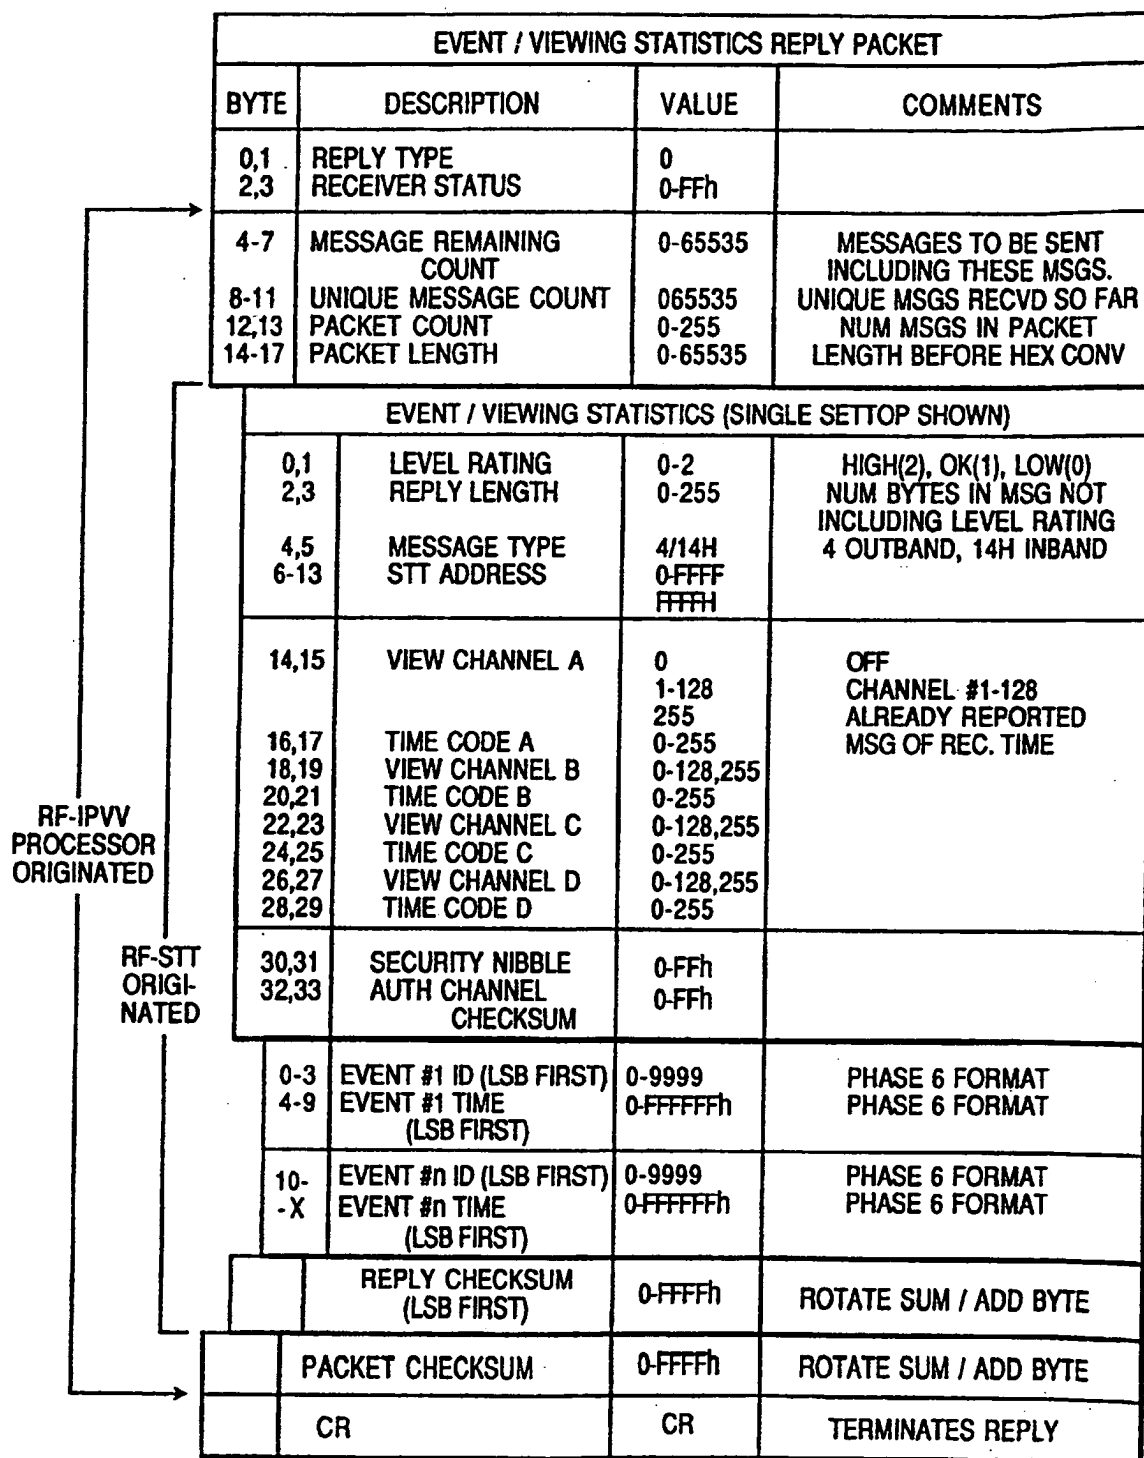 EVENT / VIEWING STATISTICS REPLY PACKET
BYTE DESCRIPTION VALUE COMMENTS
0,1 REPLY TYPE 0
2,3 RECEIVER STATUS 0-FFh
4-7 MESSAGE REMAINING 0-65535 MESSAGES TO BE SENT
COUNT INCLUDING THESE MSGS.
8-11 UNIQUE MESSAGE COUNT 065535 UNIQUE MSGS RECVD SO FAR
12,13 PACKET COUNT 0-255 NUM MSGS IN PACKET
14-17 PACKET LENGTH 0-65535 LENGTH BEFORE HEX CONV
EVENT / VIEWING STATISTICS (SINGLE SETTOP SHOWN)
0,1 LEVEL RATING 0-2 HIGH(2), OK(1), LOW(0)
2,3 REPLY LENGTH 0-255 NUM BYTES IN MSG NOT
INCLUDING LEVEL RATING
4,5 MESSAGE TYPE 4/14H 4 OUTBAND, 14H INBAND
6-13 STT ADDRESS 0-FFFF
FFFFH
14,15 VIEW CHANNEL A 0 OFF
1-128 CHANNEL #1-128
255 ALREADY REPORTED
16,17 TIME CODE A 0-255 MSG OF REC. TIME
18,19 VIEW CHANNEL B 0-128,255
20,21 TIME CODE B 0-255
22,23 VIEW CHANNEL C 0-128,255
24,25 TIME CODE C 0-255
26,27 VIEW CHANNEL D 0-128,255
28,29 TIME CODE D 0-255
RF-IPVV
PROCESSOR
ORIGINATED
RF-STT
ORIGI-
NATED
30,31 SECURITY NIBBLE 0-FFh
32,33 AUTH CHANNEL 0-FFh
CHECKSUM
0-3 EVENT #1 ID (LSB FIRST) 0-9999 PHASE 6 FORMAT
4-9 EVENT #1 TIME 0-FFFFFFh PHASE 6 FORMAT
(LSB FIRST)
10- EVENT #n ID (LSB FIRST) 0-9999 PHASE 6 FORMAT
-X EVENT #n TIME 0-FFFFFFh PHASE 6 FORMAT
(LSB FIRST)
REPLY CHECKSUM 0-FFFFh ROTATE SUM / ADD BYTE
(LSB FIRST)
PACKET CHECKSUM 0-FFFFh ROTATE SUM / ADD BYTE
CR CR TERMINATES REPLY